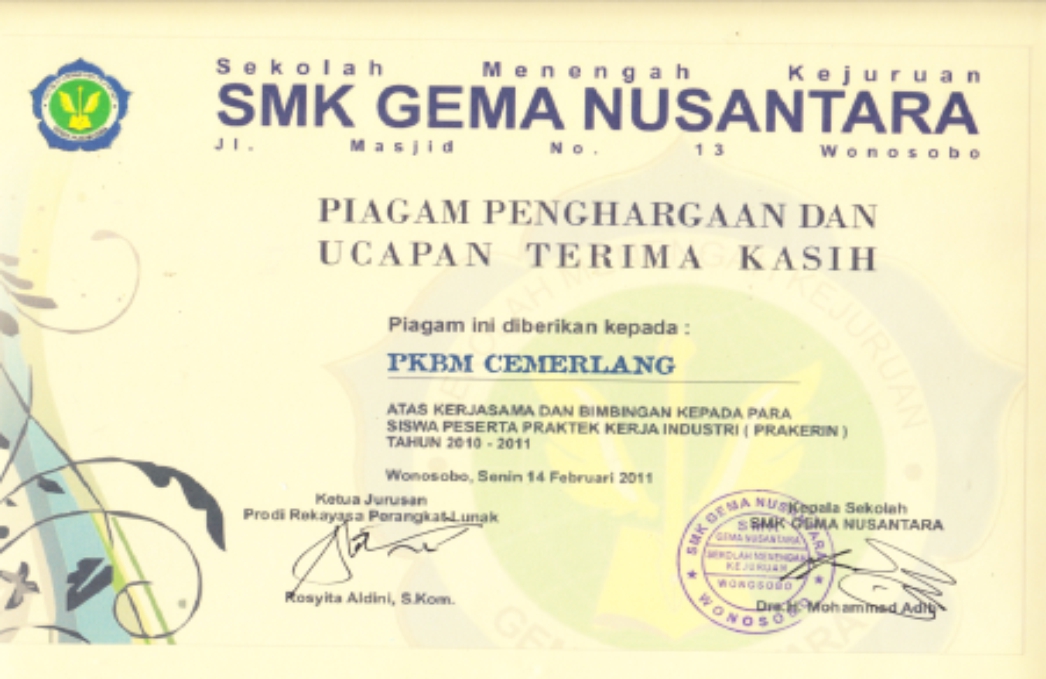 Sekolah Menengah Kejuruan
SMK GEMA NUSANTARA
Jl. Masjid No. 13 Wonosobo
PIAGAM PENGHARGAAN DAN
UCAPAN TERIMA KASIH
Piagam ini diberikan kepada :
PKBM CEMERLANG
ATAS KERJASAMA DAN BIMBINGAN KEPADA PARA
SISWA PESERTA PRAKTEK KERJA INDUSTRI ( PRAKERIN )
TAHUN 2010 - 2011
Wonosobo, Senin 14 Februari 2011
Ketua Jurusan
Prodi Rekayasa Perangkat Lunak
Rosyita Aldini, S.Kom.
Kepala Sekolah
SMK GEMA NUSANTARA
Drs. H. Mohammad Adib
SMK GEMA NUSANTARA
SMK
GEMA NUSANTARA
SEKOLAH MENENGAH
KEJURUAN
WONOSOBO
WONOSOBO
SEKOLAH MENENGAH KEJURUAN